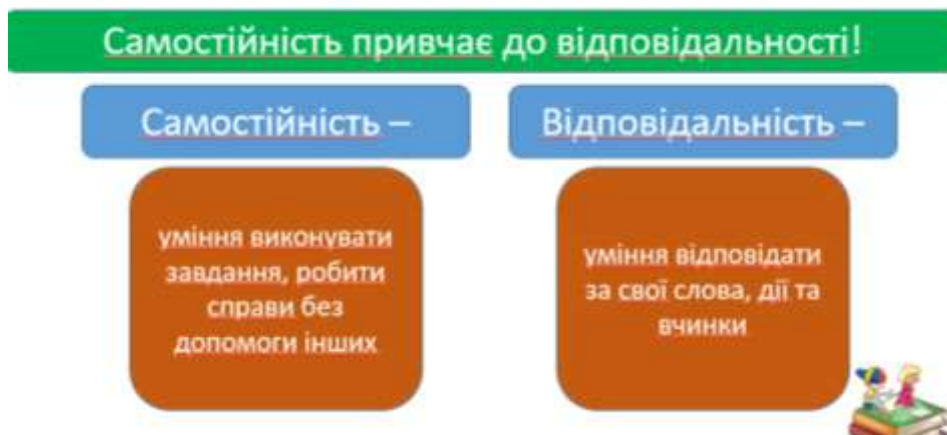 Самостійність привчає до відповідальності!
Самостійність –
Відповідальність –
уміння виконувати
завдання, робити
справи без
допомоги інших
уміння відповідати
за свої слова, дії та
вчинки